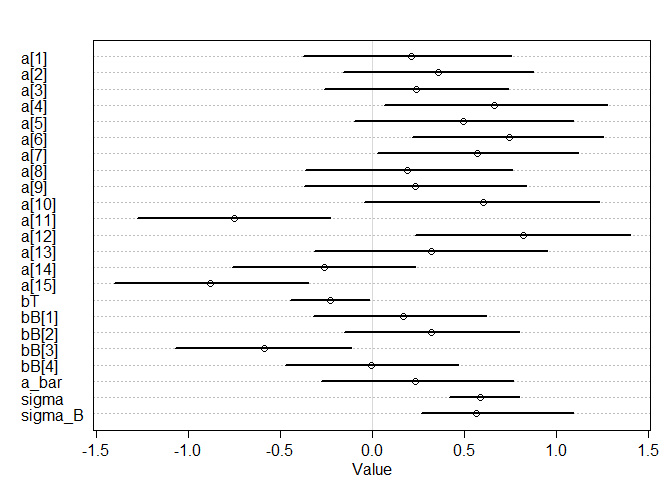 a[1]
a[2]
a[3]
a[4]
a[5]
a[6]
a[7]
a[8]
a[9]
a[10]
a[11]
a[12]
a[13]
a[14]
a[15]
bT
bB[1]
bB[2]
bB[3]
bB[4]
a_bar
sigma
sigma_B
-1.5 -1.0 -0.5 0.0 0.5 1.0 1.5
Value